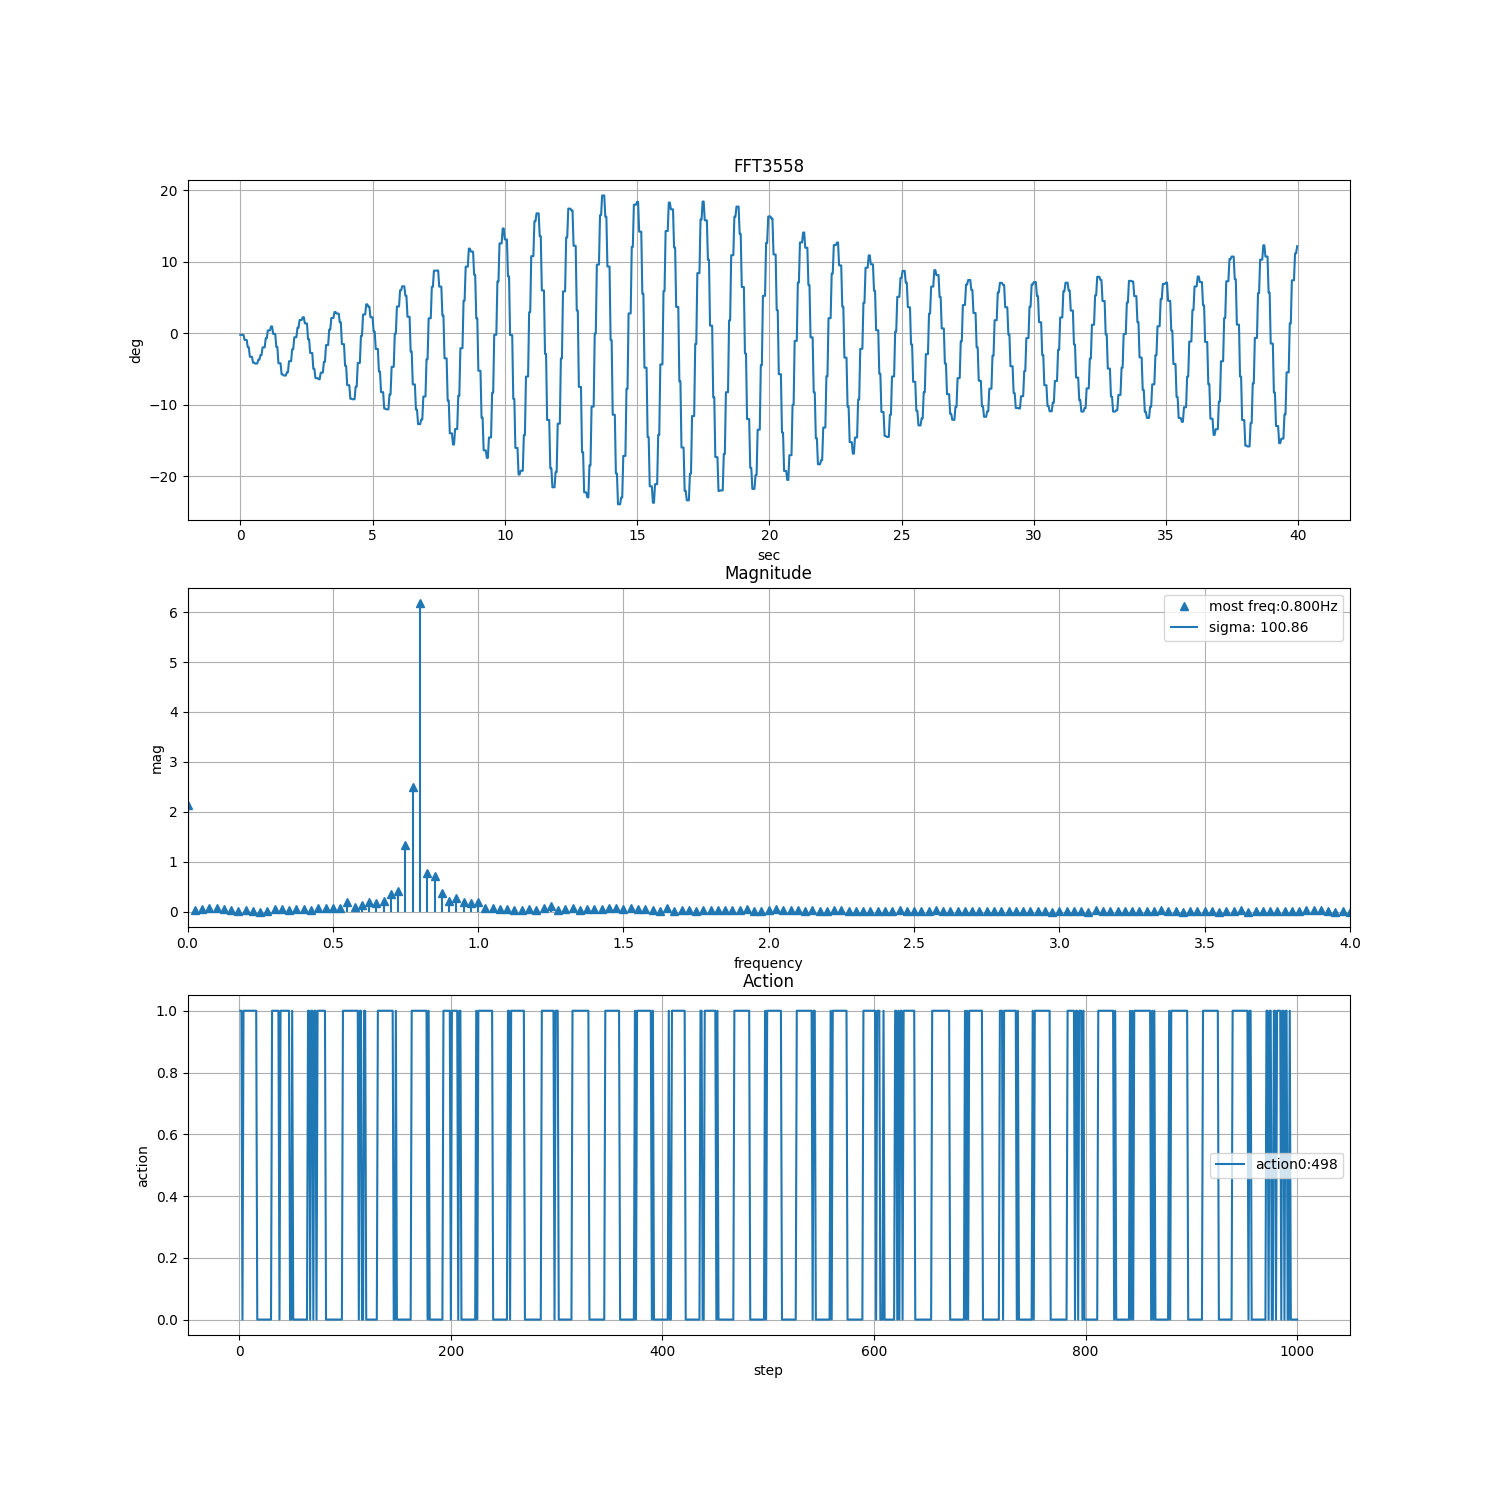 FFT3558
20
10
0
−10
−20
deg
0 5 10 15 20 25 30 35 40
sec
Magnitude
most freq:0.800Hz
sigma: 100.86
6
5
4
3
2
1
0
mag
0.0 0.5 1.0 1.5 2.0 2.5 3.0 3.5 4.0
frequency
Action
1.0
0.8
0.6
0.4
0.2
0.0
action
action0:498
0 200 400 600 800 1000
step